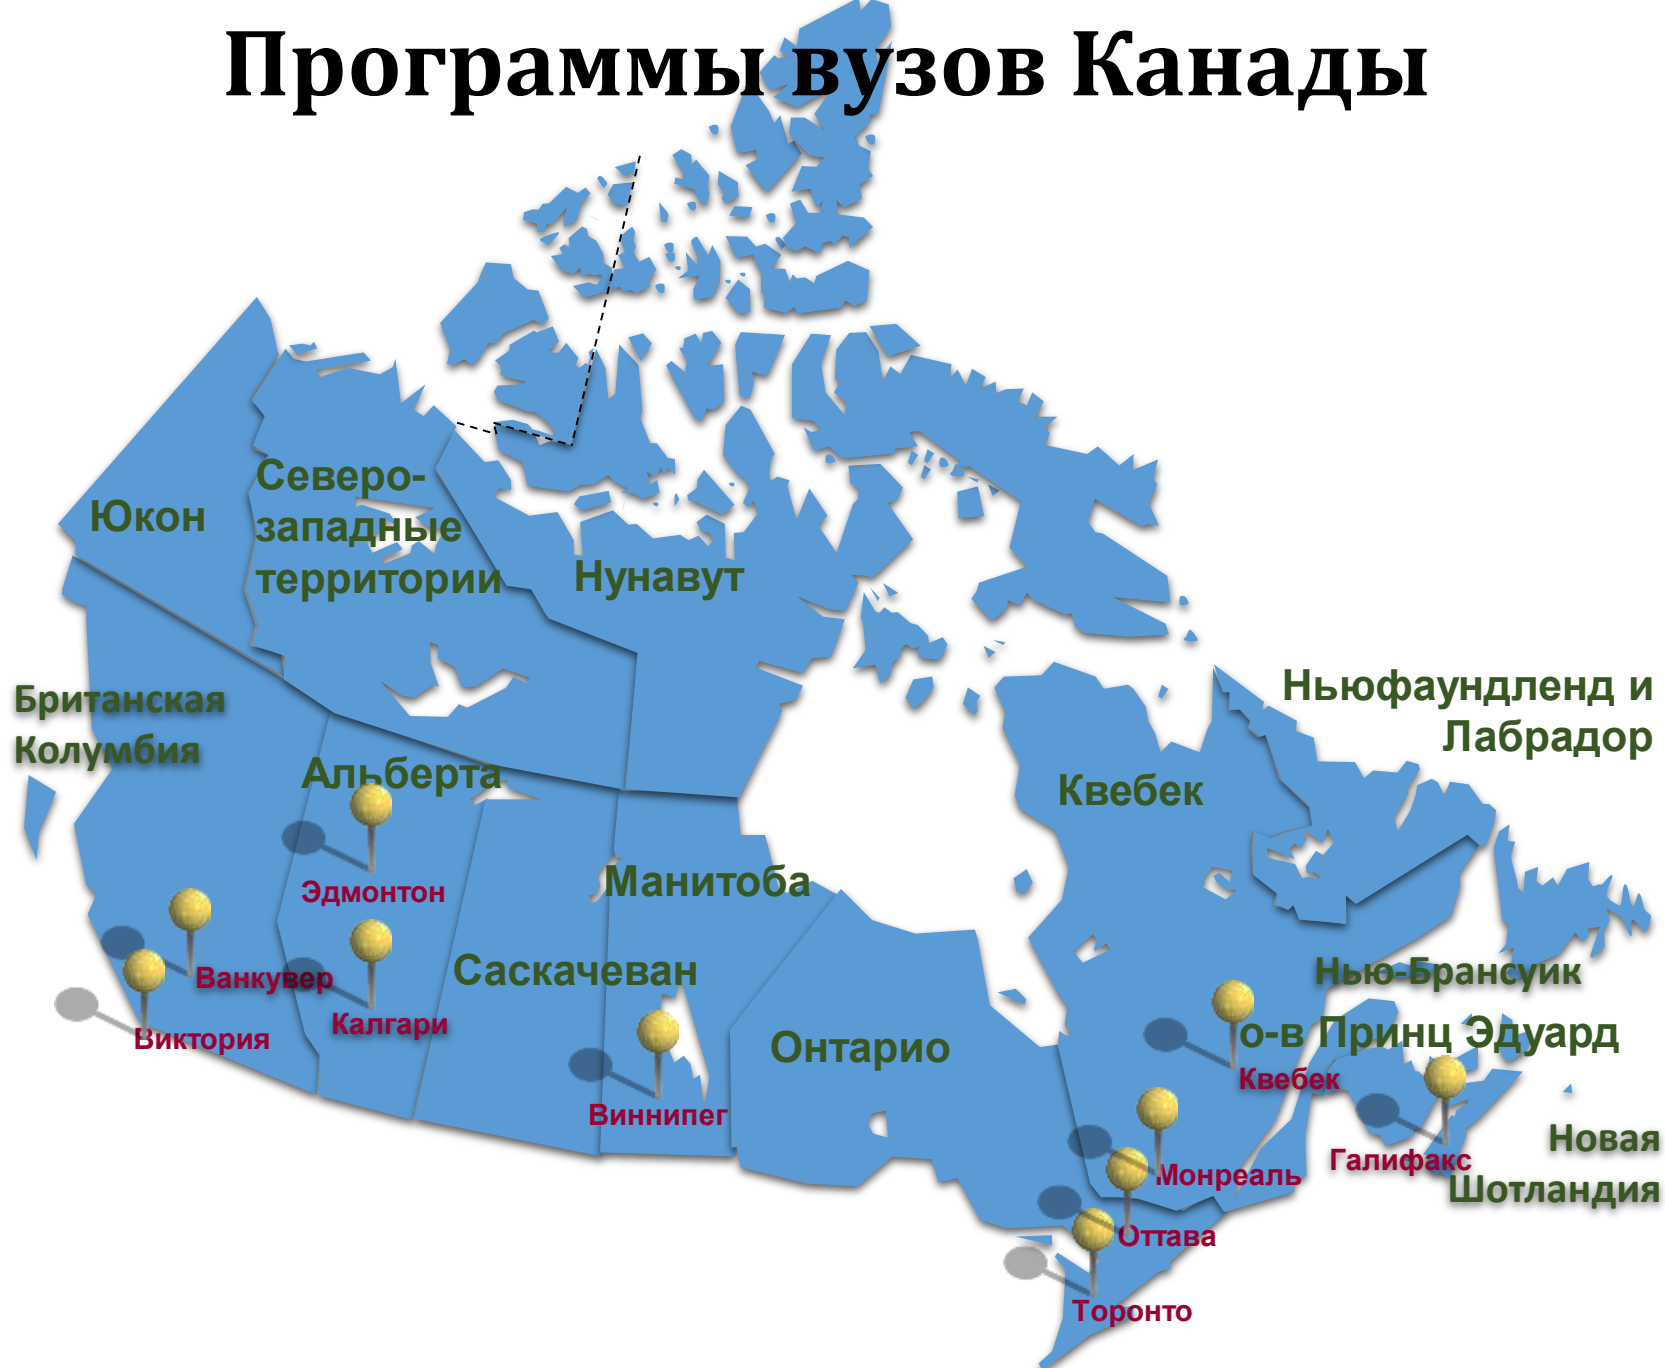 Программы вузов Канады
Северо-
западные
территории
Юкон
Нунавут
Британская
Колумбия
Ньюфаундленд и
Лабрадор
Альберта
Квебек
Эдмонтон
Манитоба
Ванкувер
Саскачеван
Нью-Брансуик
Виктория
Калгари
Онтарио
о-в Принц Эдуард
Квебек
Виннипег
Новая
Шотландия
Галифакс
Монреаль
Оттава
Торонто